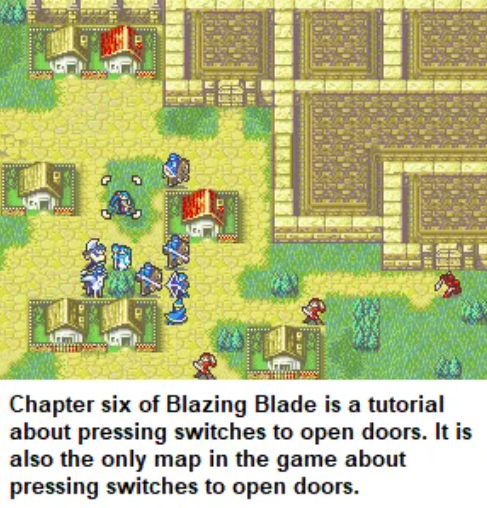 Chapter six of Blazing Blade is a tutorial
about pressing switches to open doors. It is
also the only map in the game about
pressing switches to open doors.